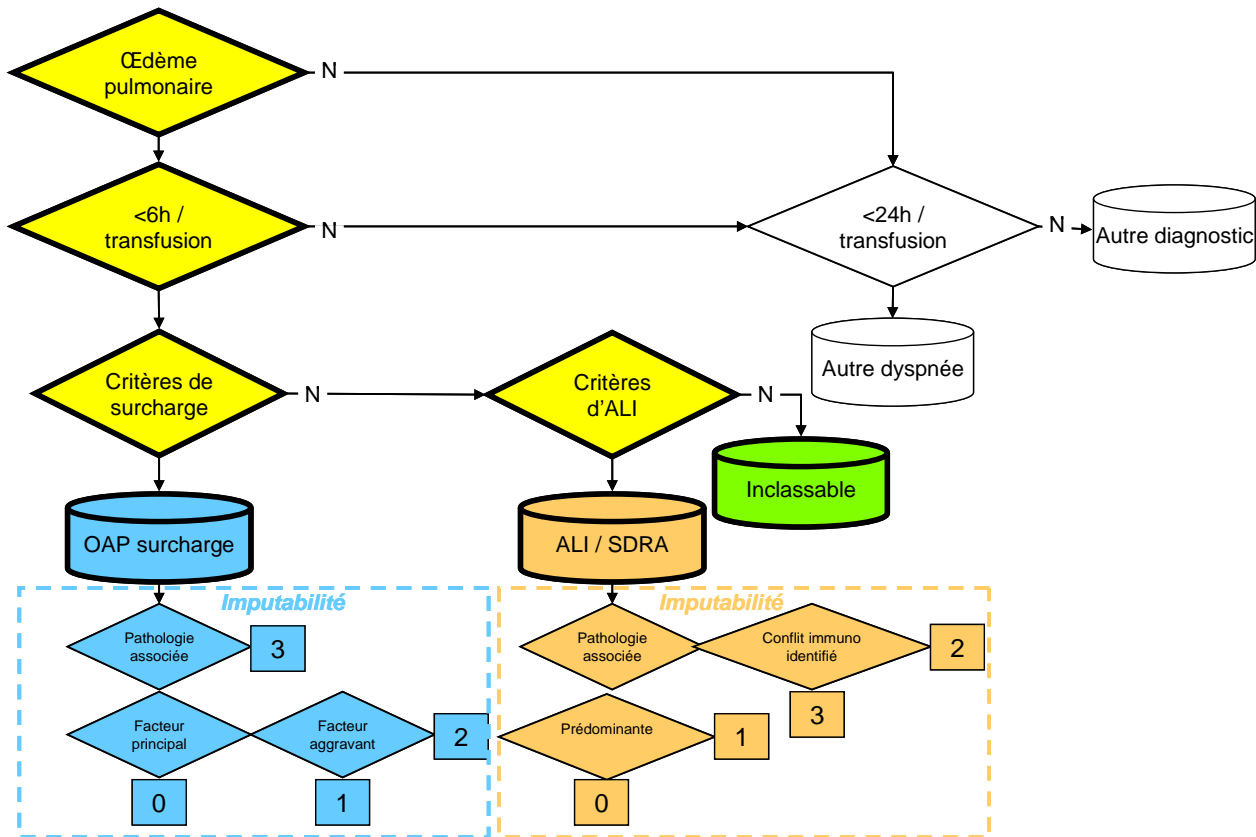 Œdème
pulmonaire
N
<6h /
transfusion
N
<24h /
transfusion
N
Autre diagnostic
Autre dyspnée
Critères de
surcharge
N
Critères
d'ALI
N
Inclassable
OAP surcharge
ALI / SDRA
Imputabilité
Pathologie
associée
3
Facteur
principal
Facteur
aggravant
2
0
1
Imputabilité
Pathologie
associée
Conflit immuno
identifié
2
3
Prédominante
1
0